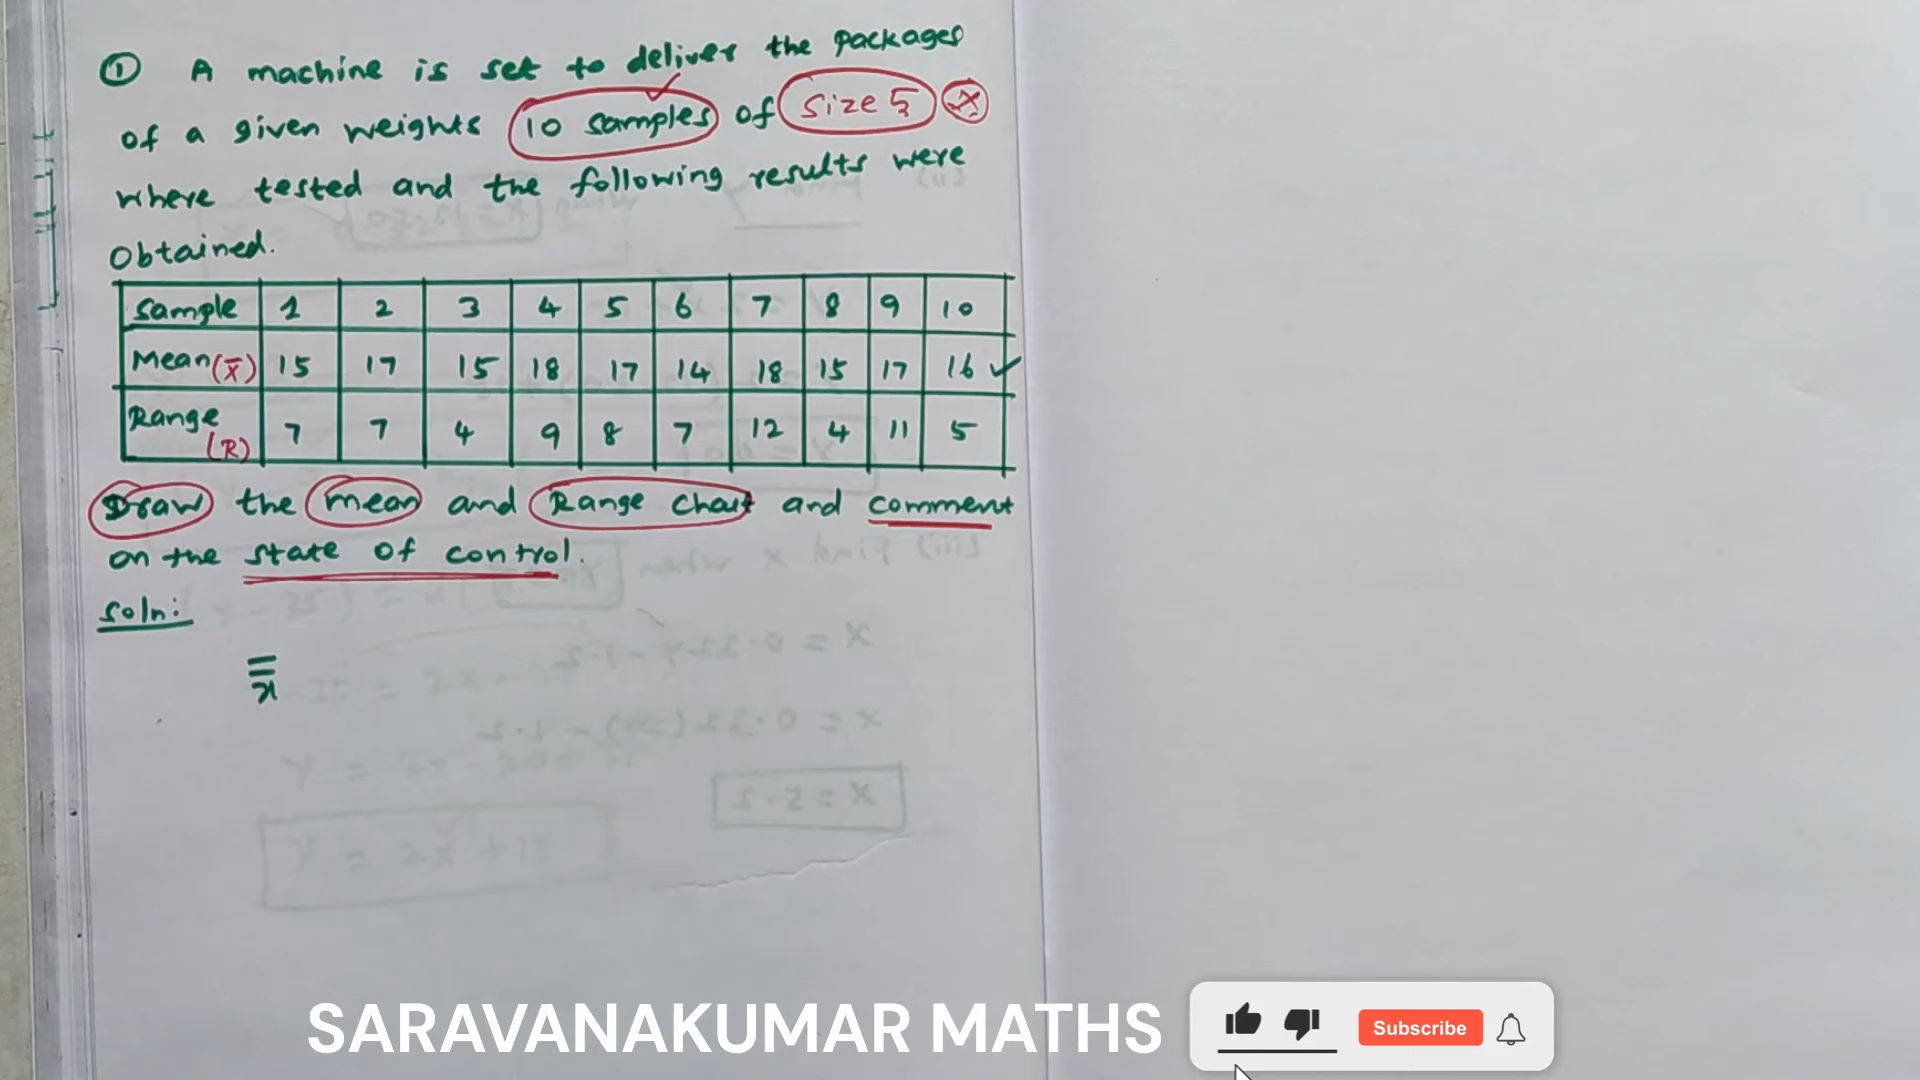 ① A machine is set to deliver the packages
of a given weights 10 samples of size 5
where tested and the following results were
obtained.
Sample 1 2 3 4 5 6 7 8 9 10
Mean (x̄) 15 17 15 18 17 14 18 15 17 16
Range (R) 7 7 4 9 8 7 12 4 11 5
Draw the mean and Range chart and comment
on the state of control.
Soln:
x̿
SARAVANAKUMAR MATHS
Subscribe